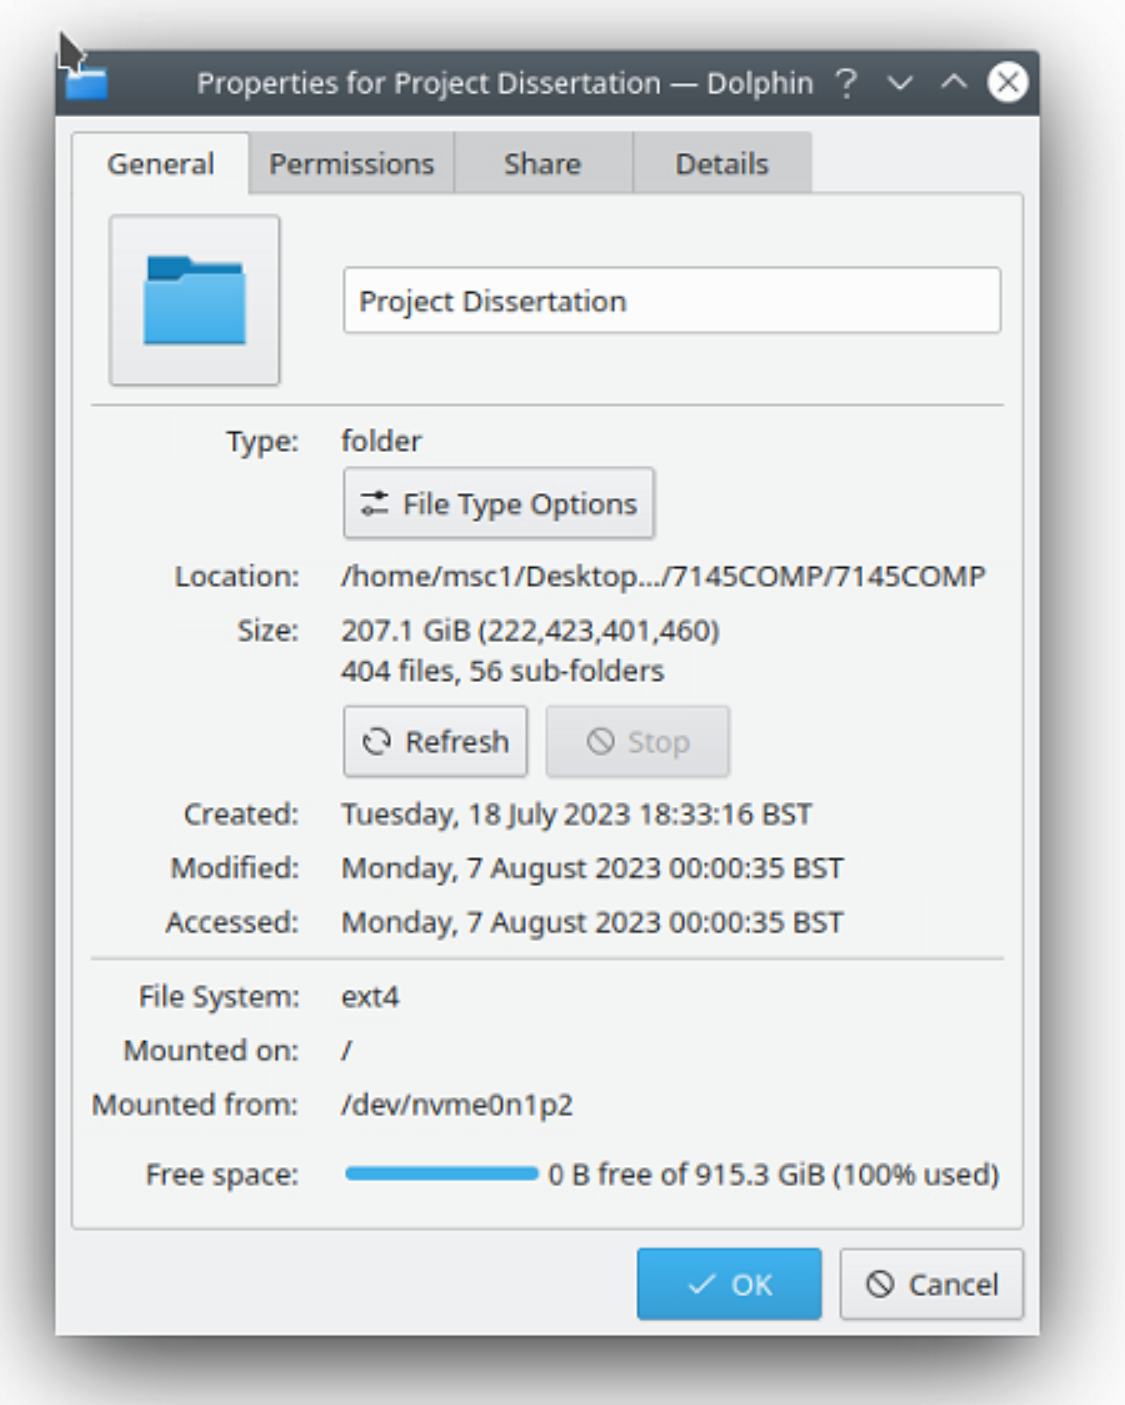 Properties for Project Dissertation — Dolphin
General Permissions Share Details
Project Dissertation
Type: folder
File Type Options
Location: /home/msc1/Desktop.../7145COMP/7145COMP
Size: 207.1 GiB (222,423,401,460)
404 files, 56 sub-folders
Refresh Stop
Created: Tuesday, 18 July 2023 18:33:16 BST
Modified: Monday, 7 August 2023 00:00:35 BST
Accessed: Monday, 7 August 2023 00:00:35 BST
File System: ext4
Mounted on: /
Mounted from: /dev/nvme0n1p2
Free space: 0 B free of 915.3 GiB (100% used)
OK Cancel